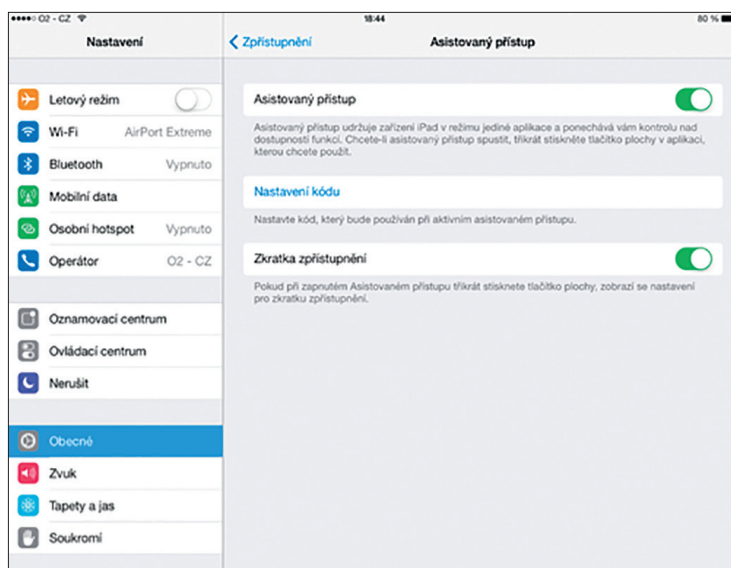 O2 - CZ
18:44
80 %
Nastavení
Zpřístupnění
Asistovaný přístup
Letový režim
Wi-Fi AirPort Extreme
Bluetooth Vypnuto
Mobilní data
Osobní hotspot Vypnuto
Operátor O2 - CZ
Oznamovací centrum
Ovládací centrum
Nerušit
Obecné
Zvuk
Tapety a jas
Soukromí
Asistovaný přístup
Asistovaný přístup udržuje zařízení iPad v režimu jediné aplikace a ponechává vám kontrolu nad
dostupností funkcí. Chcete-li asistovaný přístup spustit, třikrát stiskněte tlačítko plochy v aplikaci,
kterou chcete použít.
Nastavení kódu
Nastavte kód, který bude používán při aktivním asistovaném přístupu.
Zkratka zpřístupnění
Pokud při zapnutém Asistovaném přístupu třikrát stisknete tlačítko plochy, zobrazí se nastavení
pro zkratku zpřístupnění.